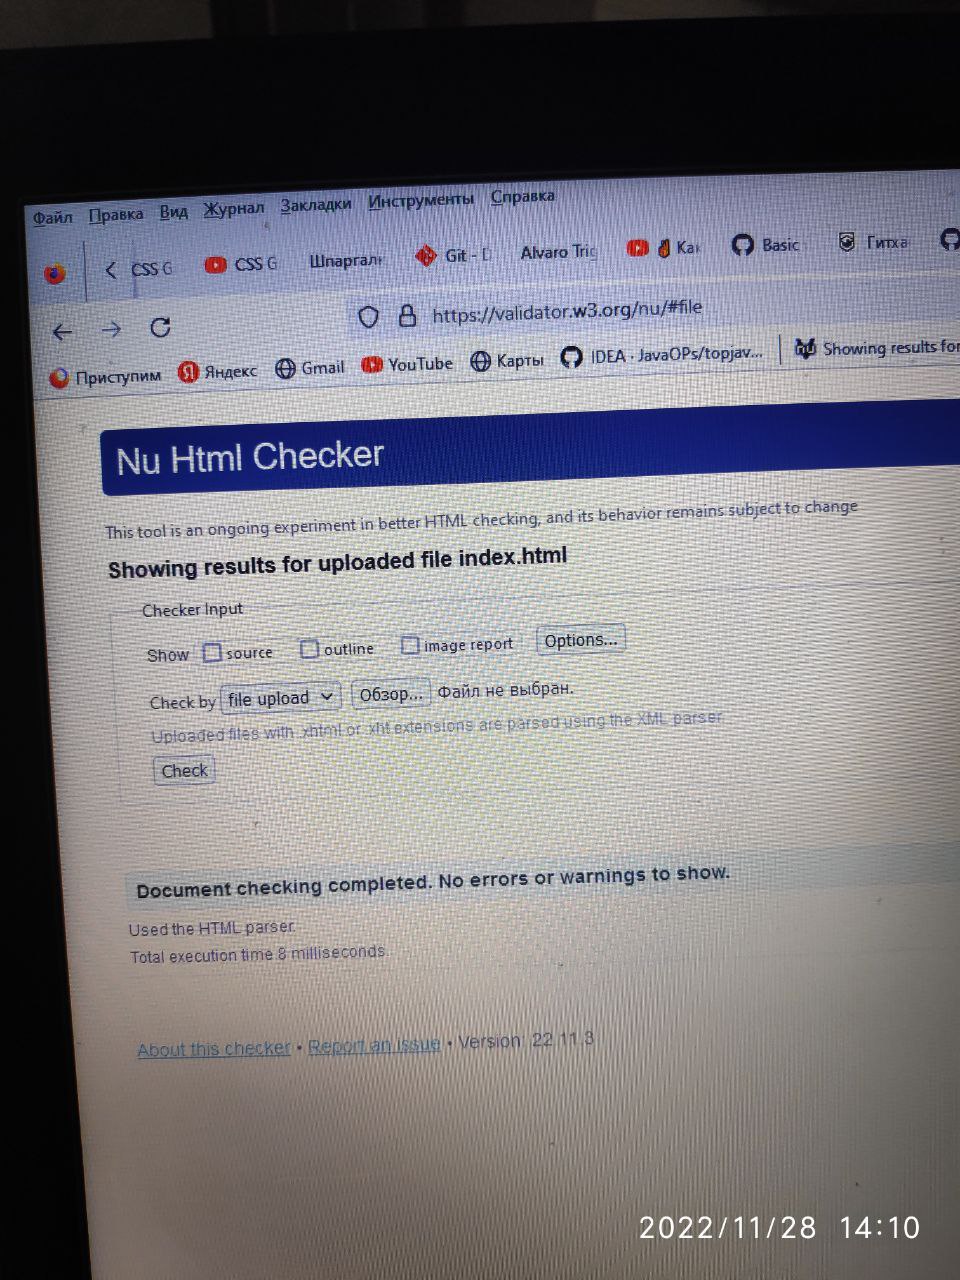 Файл Правка Вид Журнал Закладки Инструменты Справка
CSS G CSS G Шпаргалк Git - D Alvaro Trig Как Basic Гитха
https://validator.w3.org/nu/#file
Приступим Яндекс Gmail YouTube Карты IDEA · JavaOPs/topjav... Showing results for
Nu Html Checker
This tool is an ongoing experiment in better HTML checking, and its behavior remains subject to change
Showing results for uploaded file index.html
Checker Input
Show source outline image report Options...
Check by file upload Обзор... Файл не выбран.
Uploaded files with .xhtml or .xht extensions are parsed using the XML parser.
Check
Document checking completed. No errors or warnings to show.
Used the HTML parser.
Total execution time 8 milliseconds.
About this checker • Report an issue • Version: 22.11.3
2022/11/28 14:10